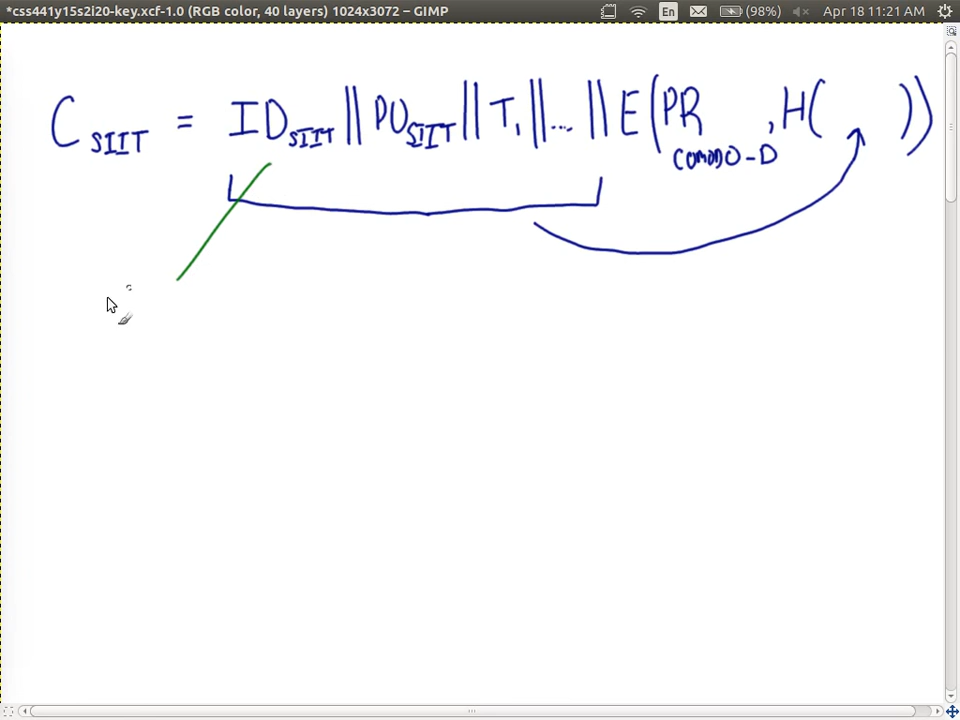 *css441y15s2i20-key.xcf-1.0 (RGB color, 40 layers) 1024x3072 – GIMP
En
(98%)
Apr 18 11:21 AM
C SIIT = ID SIIT || PU SIIT || T1 || ... || E(PR COMODO-D , H( ))